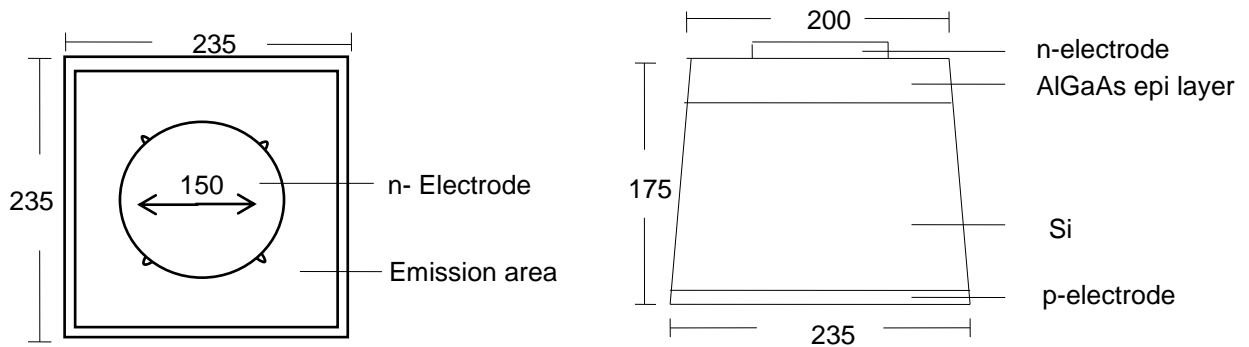 235
235
150
n- Electrode
Emission area
200
n-electrode
AlGaAs epi layer
175
Si
p-electrode
235